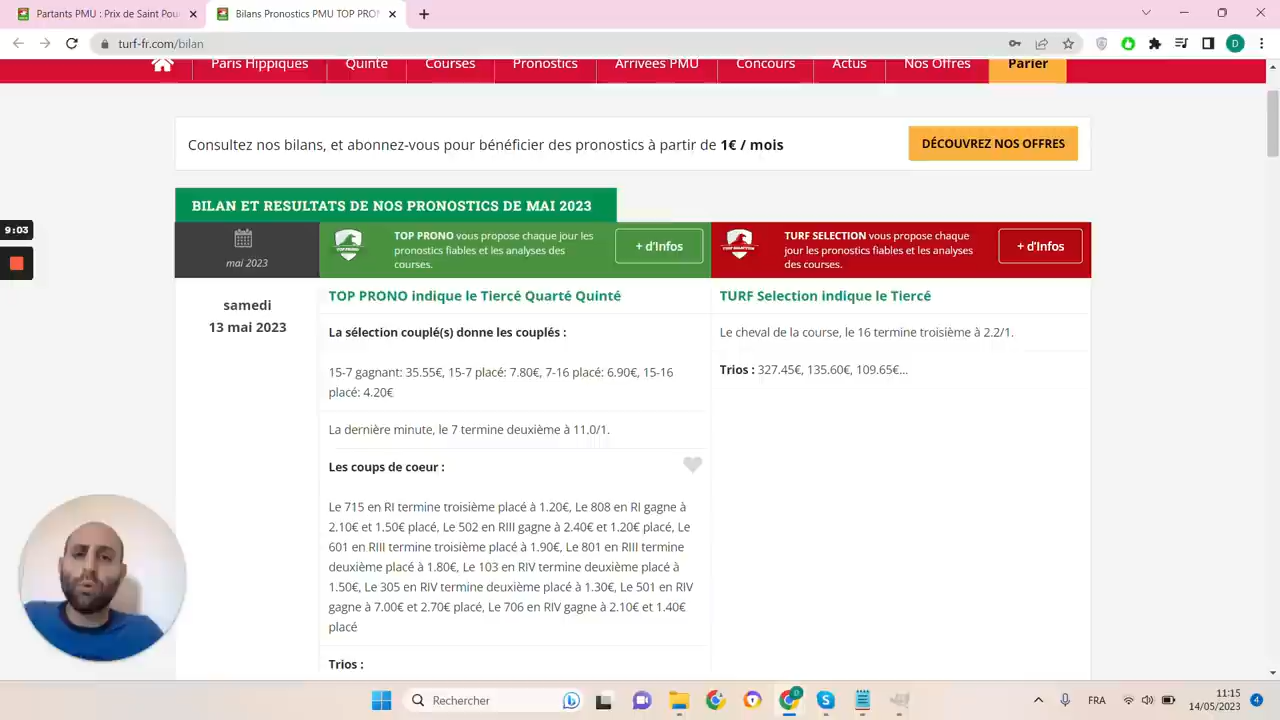 Partants PMU : Prix de Saint Pou
Bilans Pronostics PMU TOP PRO
turf-fr.com/bilan
Paris Hippiques
Quinté
Courses
Pronostics
Arrivées PMU
Concours
Actus
Nos Offres
Parier
Consultez nos bilans, et abonnez-vous pour bénéficier des pronostics à partir de 1€ / mois
DÉCOUVREZ NOS OFFRES
BILAN ET RESULTATS DE NOS PRONOSTICS DE MAI 2023
9:03
mai 2023
TOP PRONO vous propose chaque jour les
pronostics fiables et les analyses des
courses.
+ d'Infos
TURF SELECTION vous propose chaque
jour les pronostics fiables et les analyses
des courses.
+ d'Infos
samedi
13 mai 2023
TOP PRONO indique le Tiercé Quarté Quinté
La sélection couplé(s) donne les couplés :
15-7 gagnant: 35.55€, 15-7 placé: 7.80€, 7-16 placé: 6.90€, 15-16
placé: 4.20€
La dernière minute, le 7 termine deuxième à 11.0/1.
Les coups de coeur :
Le 715 en RI termine troisième placé à 1.20€, Le 808 en RI gagne à
2.10€ et 1.50€ placé, Le 502 en RIII gagne à 2.40€ et 1.20€ placé, Le
601 en RIII termine troisième placé à 1.90€, Le 801 en RIII termine
deuxième placé à 1.80€, Le 103 en RIV termine deuxième placé à
1.50€, Le 305 en RIV termine deuxième placé à 1.30€, Le 501 en RIV
gagne à 7.00€ et 2.70€ placé, Le 706 en RIV gagne à 2.10€ et 1.40€
placé
Trios :
TURF Selection indique le Tiercé
Le cheval de la course, le 16 termine troisième à 2.2/1.
Trios : 327.45€, 135.60€, 109.65€...
Rechercher
FRA
11:15
14/05/2023
4